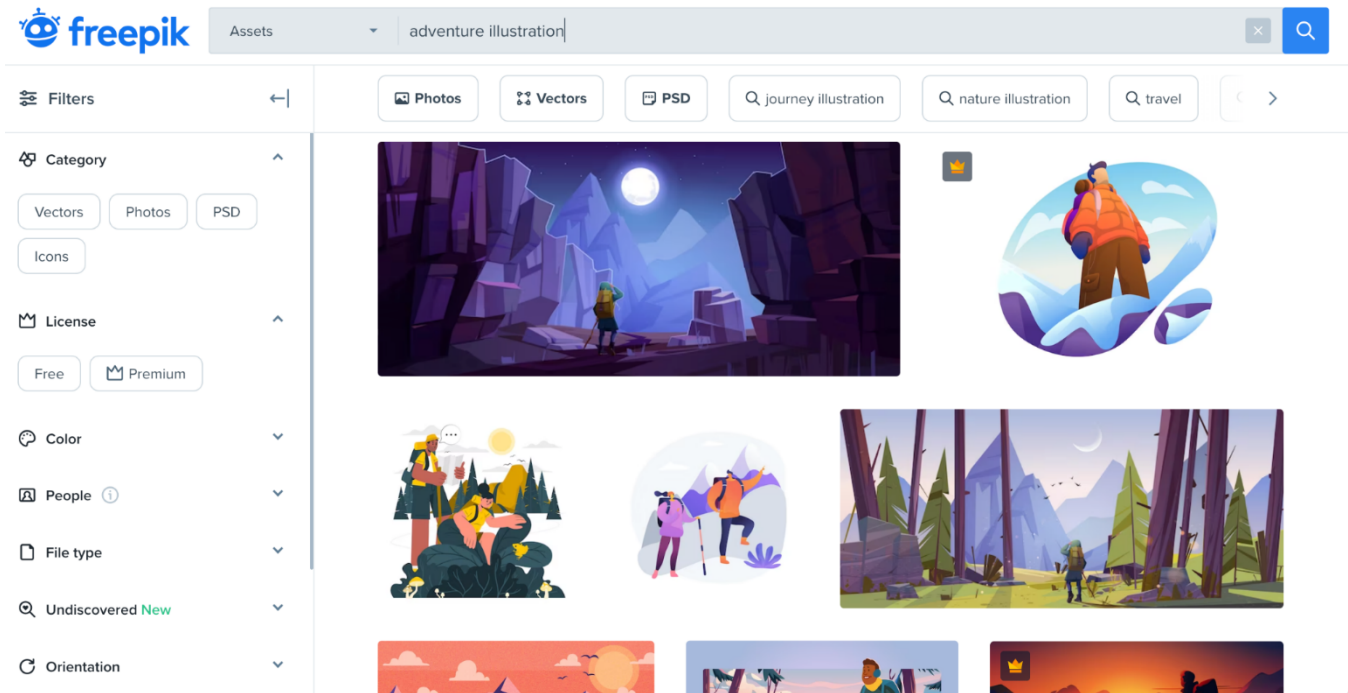 freepik
Assets
adventure illustration
Filters
Photos
Vectors
PSD
journey illustration
nature illustration
travel
Category
Vectors
Photos
PSD
Icons
License
Free
Premium
Color
People
File type
Undiscovered New
Orientation